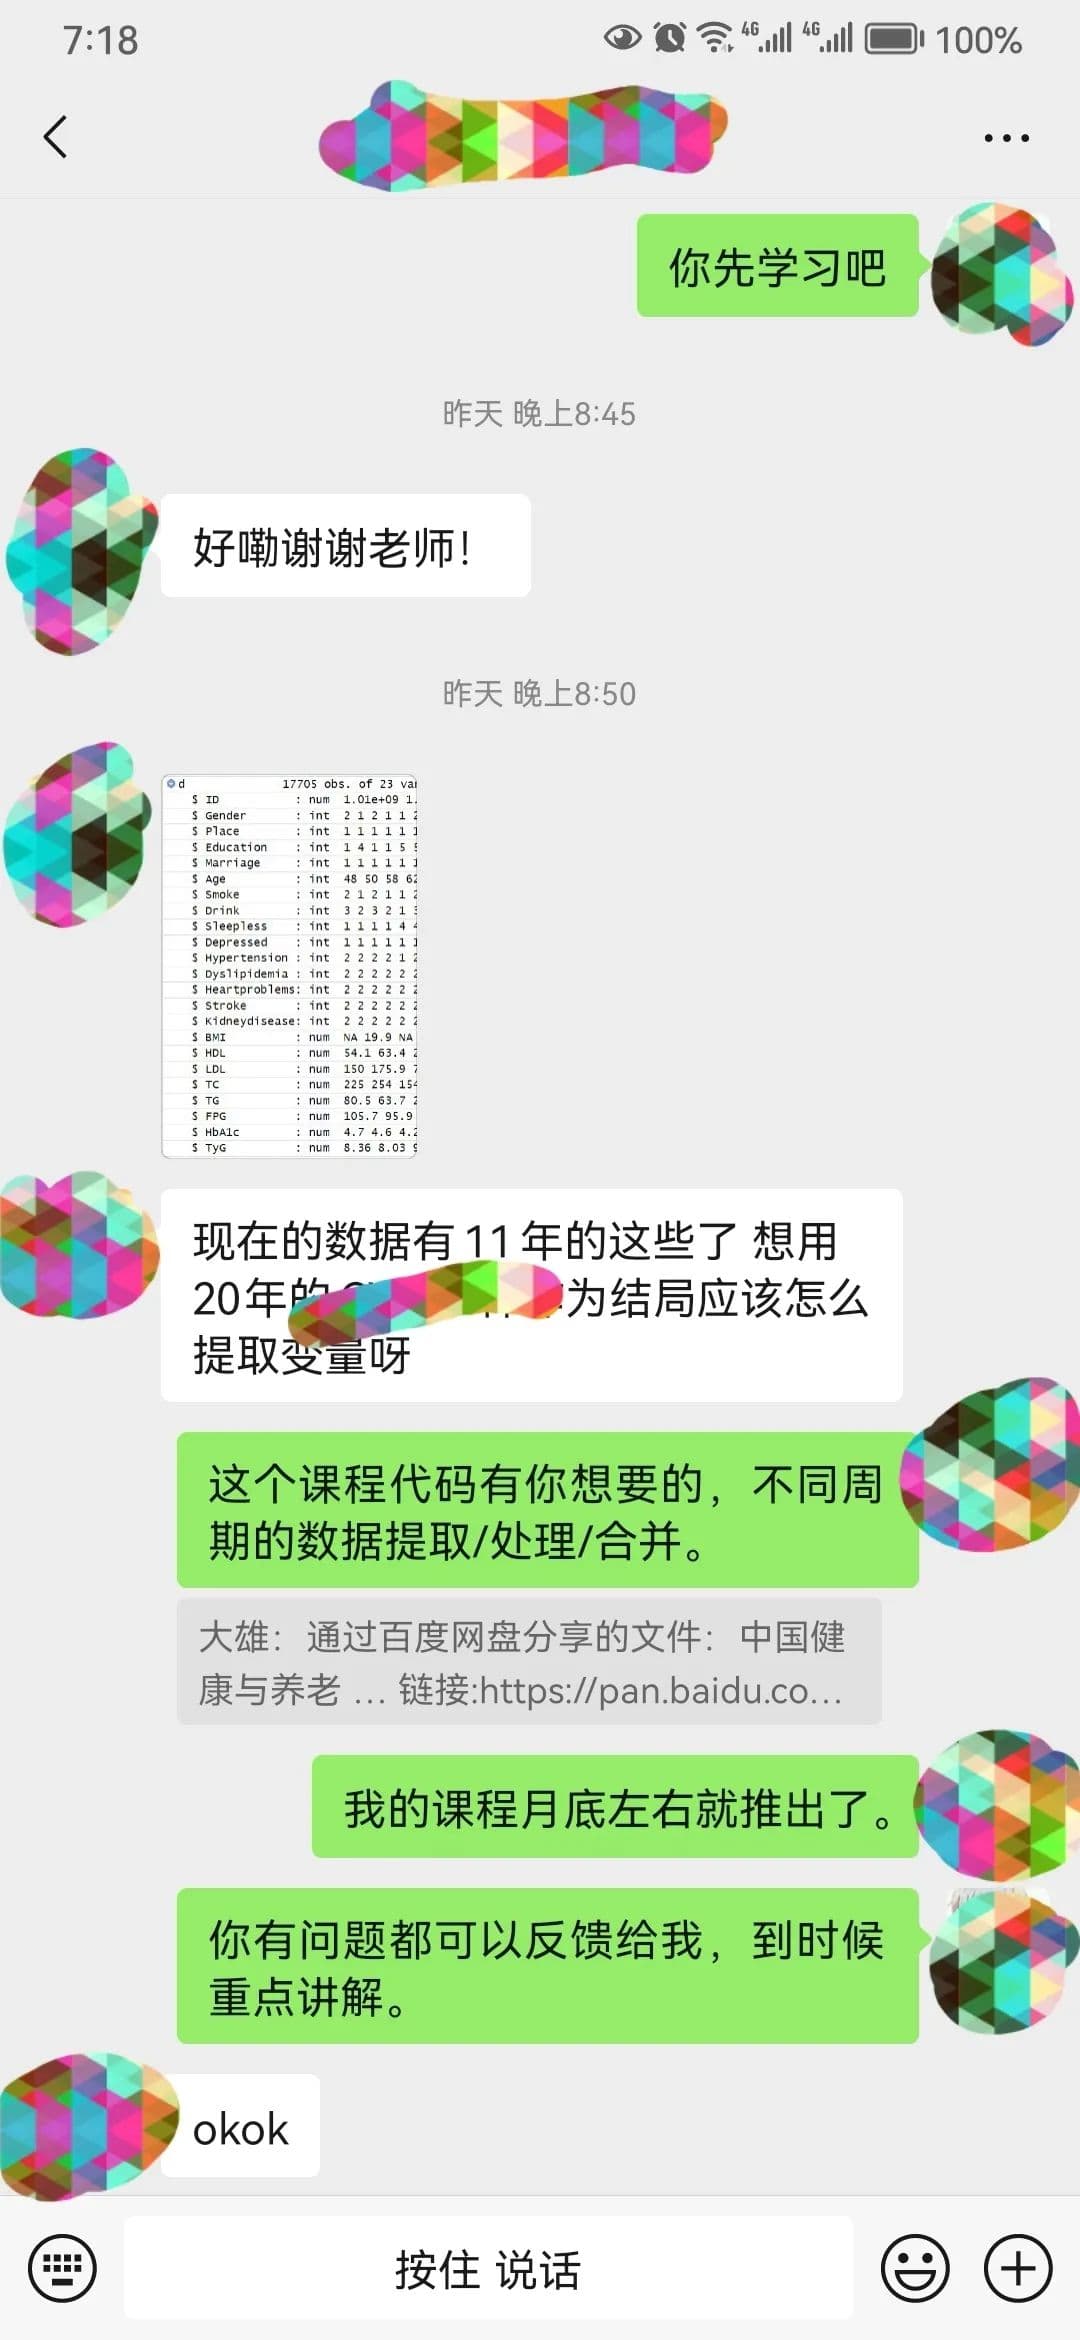 7:18
4G
4G
100%
你先学习吧
昨天 晚上8:45
好嘞谢谢老师!
昨天 晚上8:50
d 17705 obs. of 23 va
$ ID : num 1.01e+09 1.
$ Gender : int 2 1 2 1 1 2
$ Place : int 1 1 1 1 1 1
$ Education : int 1 4 1 1 5 5
$ Marriage : int 1 1 1 1 1 1
$ Age : int 48 50 58 62
$ Smoke : int 2 1 2 1 1 2
$ Drink : int 3 2 3 2 1 3
$ Sleepless : int 1 1 1 1 4 4
$ Depressed : int 1 1 1 1 1 1
$ Hypertension : int 2 2 2 2 1 2
$ Dyslipidemia : int 2 2 2 2 2 2
$ Heartproblems: int 2 2 2 2 2 2
$ Stroke : int 2 2 2 2 2 2
$ Kidneydisease: int 2 2 2 2 2 2
$ BMI : num NA 19.9 NA
$ HDL : num 54.1 63.4
$ LDL : num 150 175.9
$ TC : num 225 254 154
$ TG : num 80.5 63.7
$ FPG : num 105.7 95.9
$ HbA1c : num 4.7 4.6 4.2
$ TyG : num 8.36 8.03
现在的数据有11年的这些了 想用
20年的 为结局应该怎么
提取变量呀
这个课程代码有你想要的，不同周
期的数据提取/处理/合并。
大雄：通过百度网盘分享的文件：中国健
康与养老 … 链接:https://pan.baidu.co…
我的课程月底左右就推出了。
你有问题都可以反馈给我，到时候
重点讲解。
okok
按住 说话